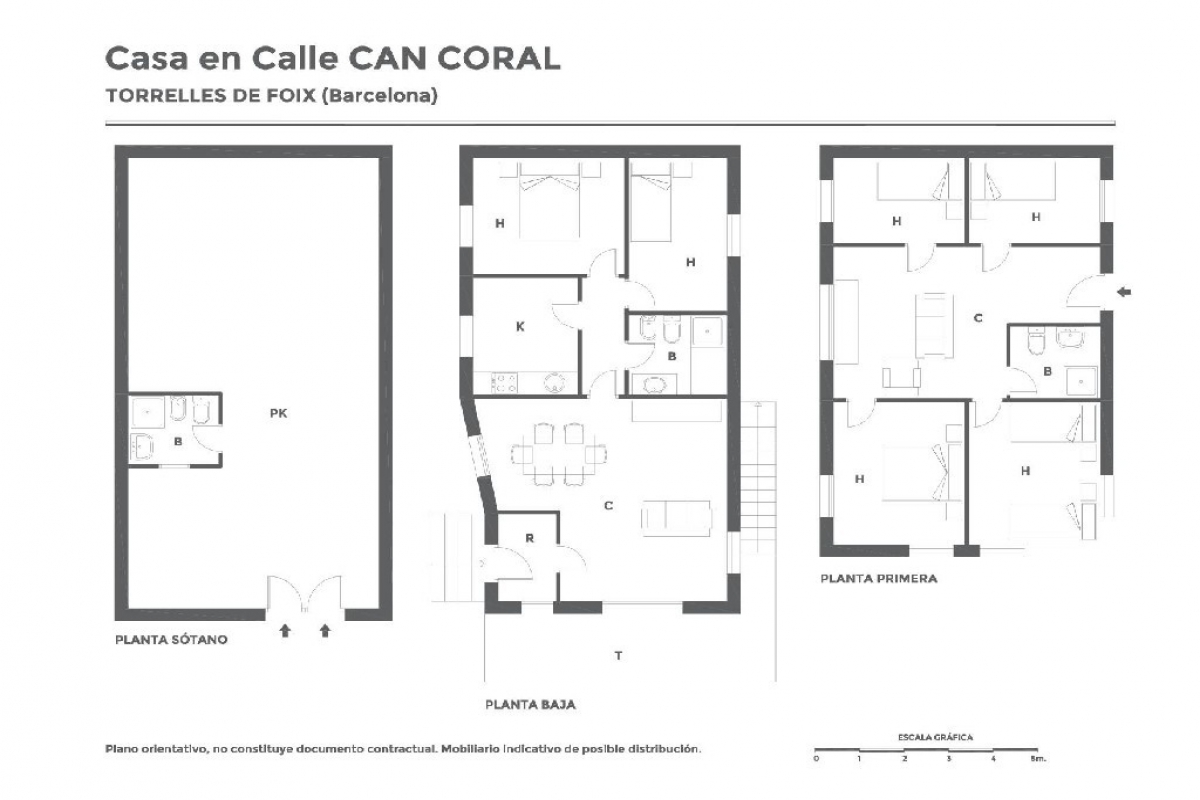 Casa en Calle CAN CORAL
TORRELLES DE FOIX (Barcelona)
H
H
K
B
C
R
T
PK
B
H
H
C
B
H
H
PLANTA SÓTANO
PLANTA BAJA
PLANTA PRIMERA
Plano orientativo, no constituye documento contractual. Mobiliario indicativo de posible distribución.
ESCALA GRÁFICA
0 1 2 3 4 5m.